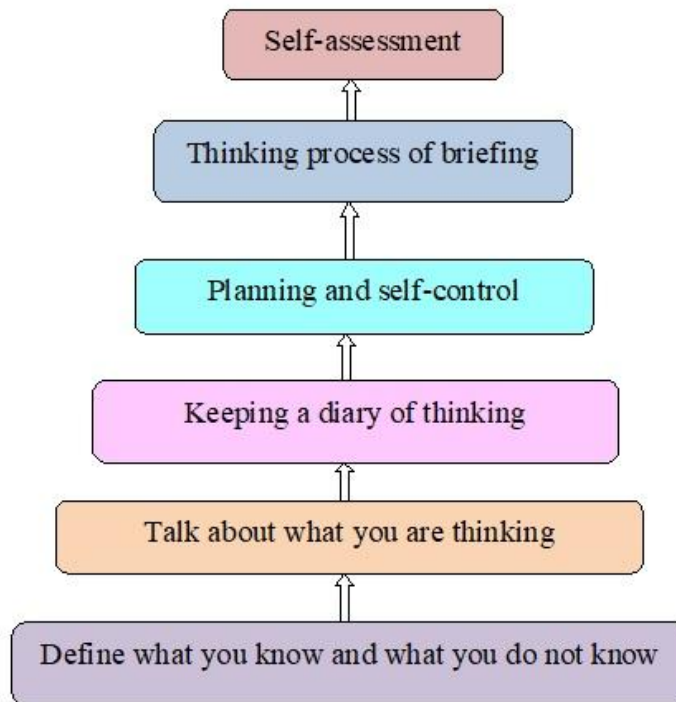 Self-assessment
Thinking process of briefing
Planning and self-control
Keeping a diary of thinking
Talk about what you are thinking
Define what you know and what you do not know